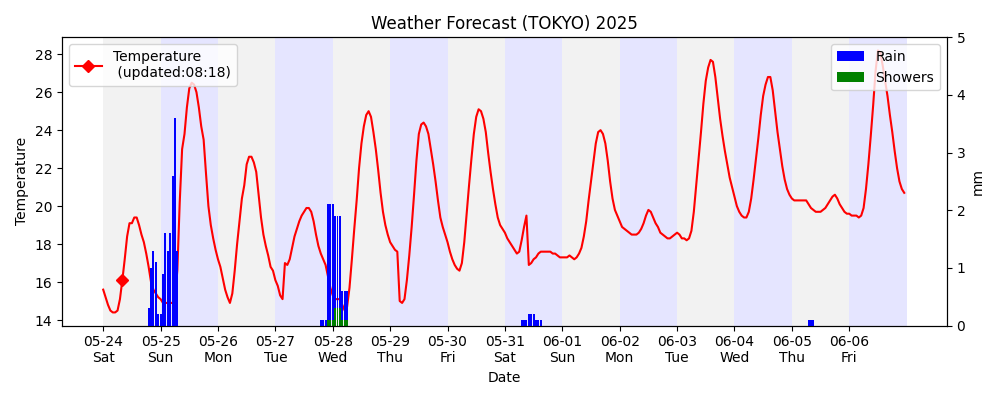 Weather Forecast (TOKYO) 2025
Temperature
(updated:08:18)
Rain
Showers
Temperature
28
26
24
22
20
18
16
14
5
4
3
2
1
0
mm
05-24 05-25 05-26 05-27 05-28 05-29 05-30 05-31 06-01 06-02 06-03 06-04 06-05 06-06
Sat Sun Mon Tue Wed Thu Fri Sat Sun Mon Tue Wed Thu Fri
Date